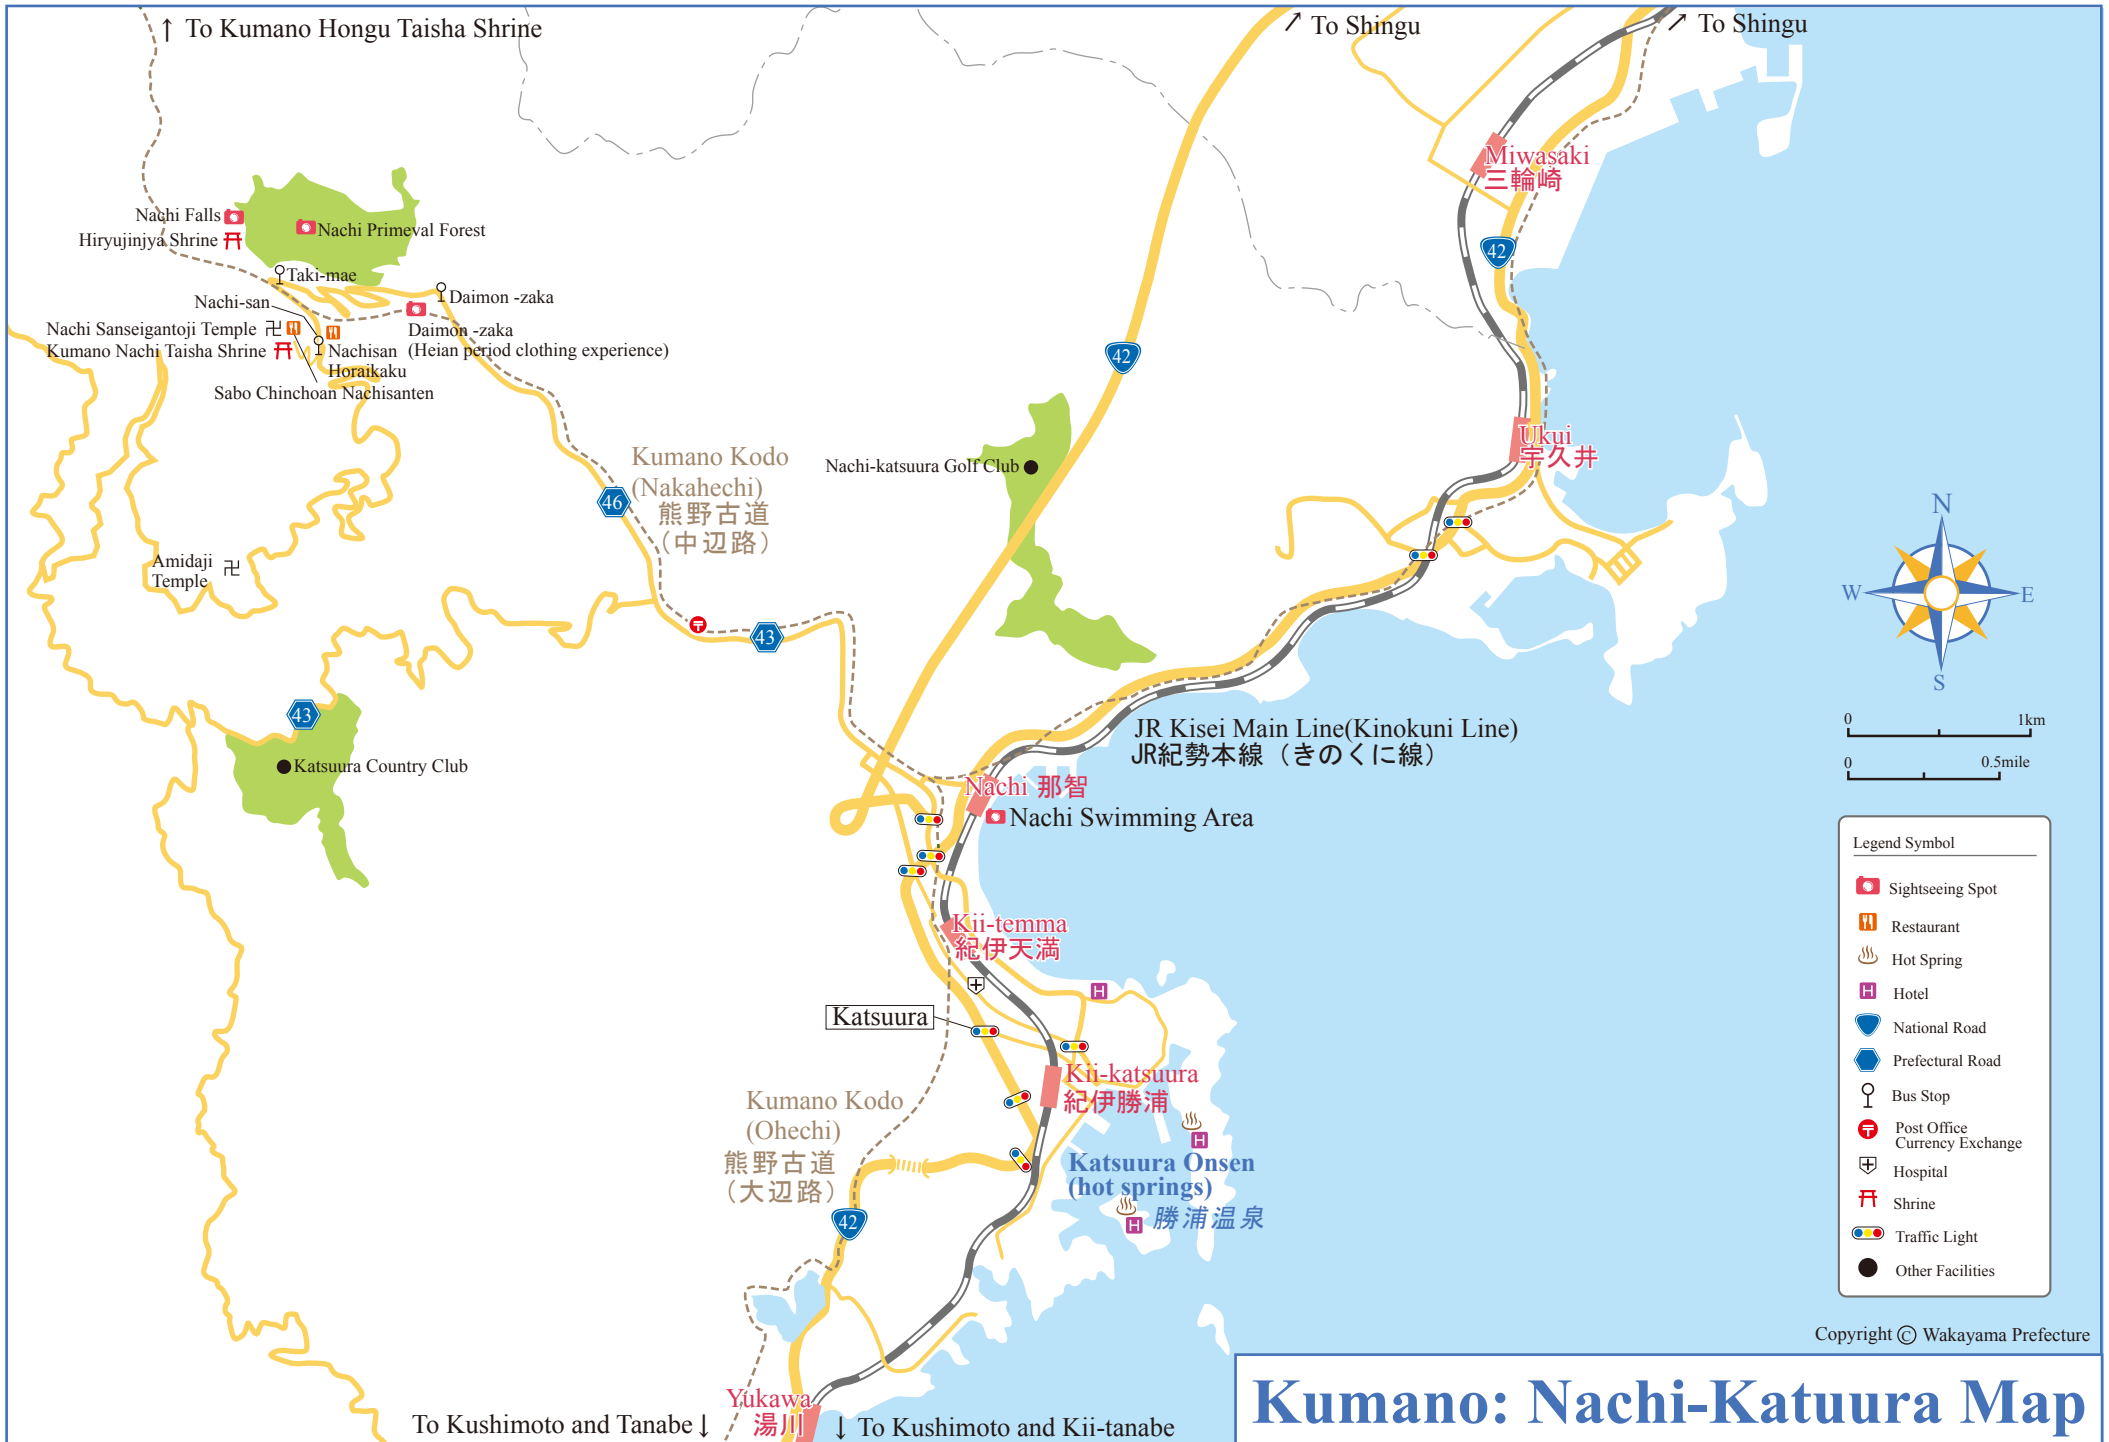 ↑ To Kumano Hongu Taisha Shrine
↗ To Shingu
↗ To Shingu
Miwasaki
三輪崎
Nachi Falls
Hiryujinjya Shrine
Nachi Primeval Forest
Taki-mae
Nachi-san
Daimon -zaka
Nachi Sanseigantoji Temple 卍
Kumano Nachi Taisha Shrine
Daimon -zaka
(Heian period clothing experience)
Nachisan
Horaikaku
Sabo Chinchoan Nachisanten
42
42
Ukui
宇久井
Kumano Kodo
(Nakahechi)
熊野古道
（中辺路）
46
Nachi-katsuura Golf Club
Amidaji
Temple
卍
43
43
Katsuura Country Club
N
W
E
S
JR Kisei Main Line(Kinokuni Line)
JR紀勢本線（きのくに線）
0
1km
0
0.5mile
Nachi 那智
Nachi Swimming Area
Kii-temma
紀伊天満
Katsuura
H
Kii-katsuura
紀伊勝浦
Kumano Kodo
(Ohechi)
熊野古道
（大辺路）
42
H
Katsuura Onsen
(hot springs)
勝浦温泉
H
Yukawa
湯川
To Kushimoto and Tanabe ↓
↓ To Kushimoto and Kii-tanabe
Legend Symbol
Sightseeing Spot
Restaurant
Hot Spring
H
Hotel
National Road
Prefectural Road
Bus Stop
Post Office
Currency Exchange
Hospital
Shrine
Traffic Light
Other Facilities
Copyright © Wakayama Prefecture
Kumano: Nachi-Katuura Map